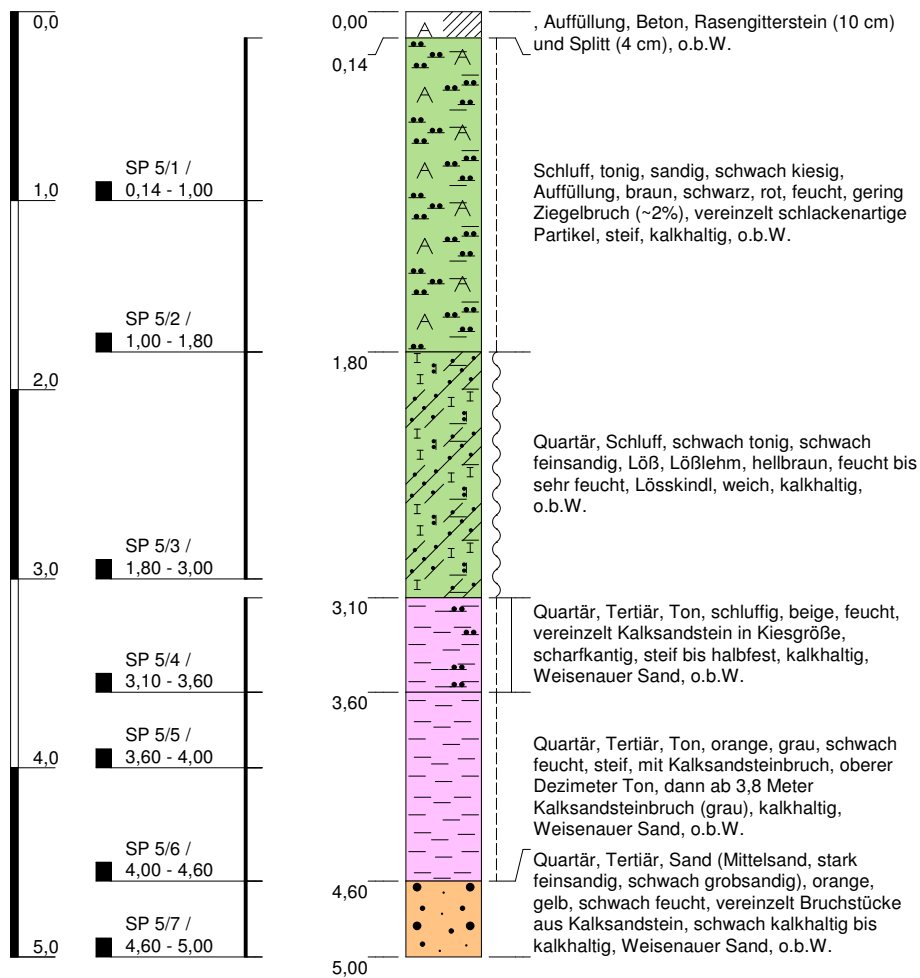 0,0
0,00
, Auffüllung, Beton, Rasengitterstein (10 cm)
und Splitt (4 cm), o.b.W.
0,14
SP 5/1 /
0,14 - 1,00
1,0
Schluff, tonig, sandig, schwach kiesig,
Auffüllung, braun, schwarz, rot, feucht, gering
Ziegelbruch (~2%), vereinzelt schlackenartige
Partikel, steif, kalkhaltig, o.b.W.
SP 5/2 /
1,00 - 1,80
1,80
2,0
Quartär, Schluff, schwach tonig, schwach
feinsandig, Löß, Lößlehm, hellbraun, feucht bis
sehr feucht, Lösskindl, weich, kalkhaltig,
o.b.W.
SP 5/3 /
1,80 - 3,00
3,0
3,10
Quartär, Tertiär, Ton, schluffig, beige, feucht,
vereinzelt Kalksandstein in Kiesgröße,
scharfkantig, steif bis halbfest, kalkhaltig,
Weisenauer Sand, o.b.W.
SP 5/4 /
3,10 - 3,60
3,60
SP 5/5 /
3,60 - 4,00
4,0
Quartär, Tertiär, Ton, orange, grau, schwach
feucht, steif, mit Kalksandsteinbruch, oberer
Dezimeter Ton, dann ab 3,8 Meter
Kalksandsteinbruch (grau), kalkhaltig,
Weisenauer Sand, o.b.W.
SP 5/6 /
4,00 - 4,60
4,60
Quartär, Tertiär, Sand (Mittelsand, stark
feinsandig, schwach grobsandig), orange,
gelb, schwach feucht, vereinzelt Bruchstücke
aus Kalksandstein, schwach kalkhaltig bis
kalkhaltig, Weisenauer Sand, o.b.W.
SP 5/7 /
4,60 - 5,00
5,0
5,00